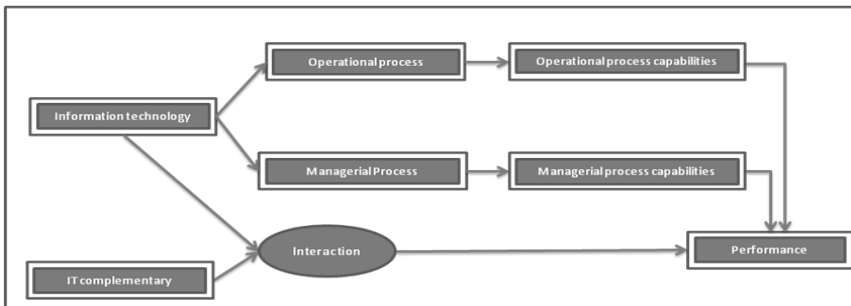 Operational process
Operational process capabilities
Information technology
Managerial Process
Managerial process capabilities
Interaction
Performance
IT complementary